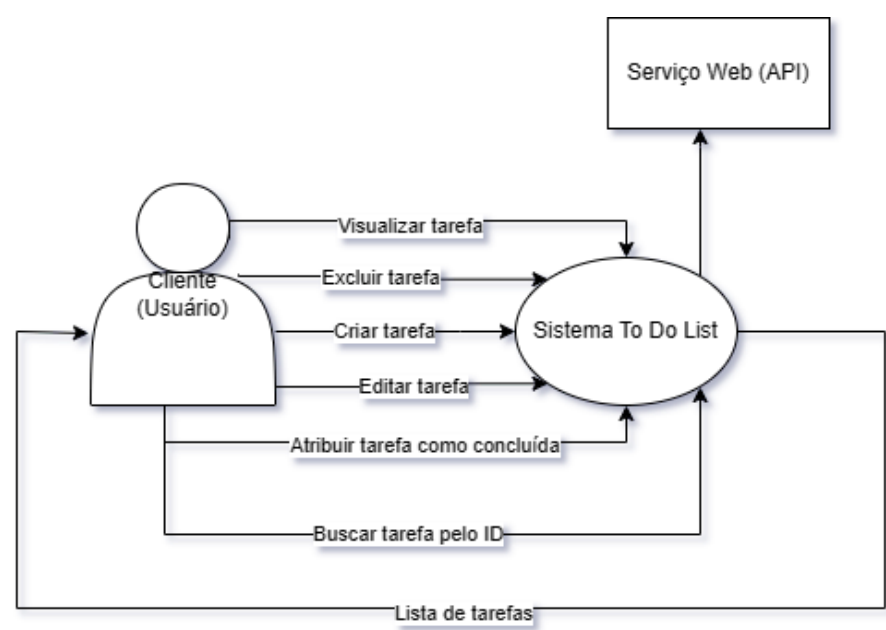 Serviço Web (API)
Visualizar tarefa
Cliente
(Usuário)
Excluir tarefa
Criar tarefa
Sistema To Do List
Editar tarefa
Atribuir tarefa como concluída
Buscar tarefa pelo ID
Lista de tarefas